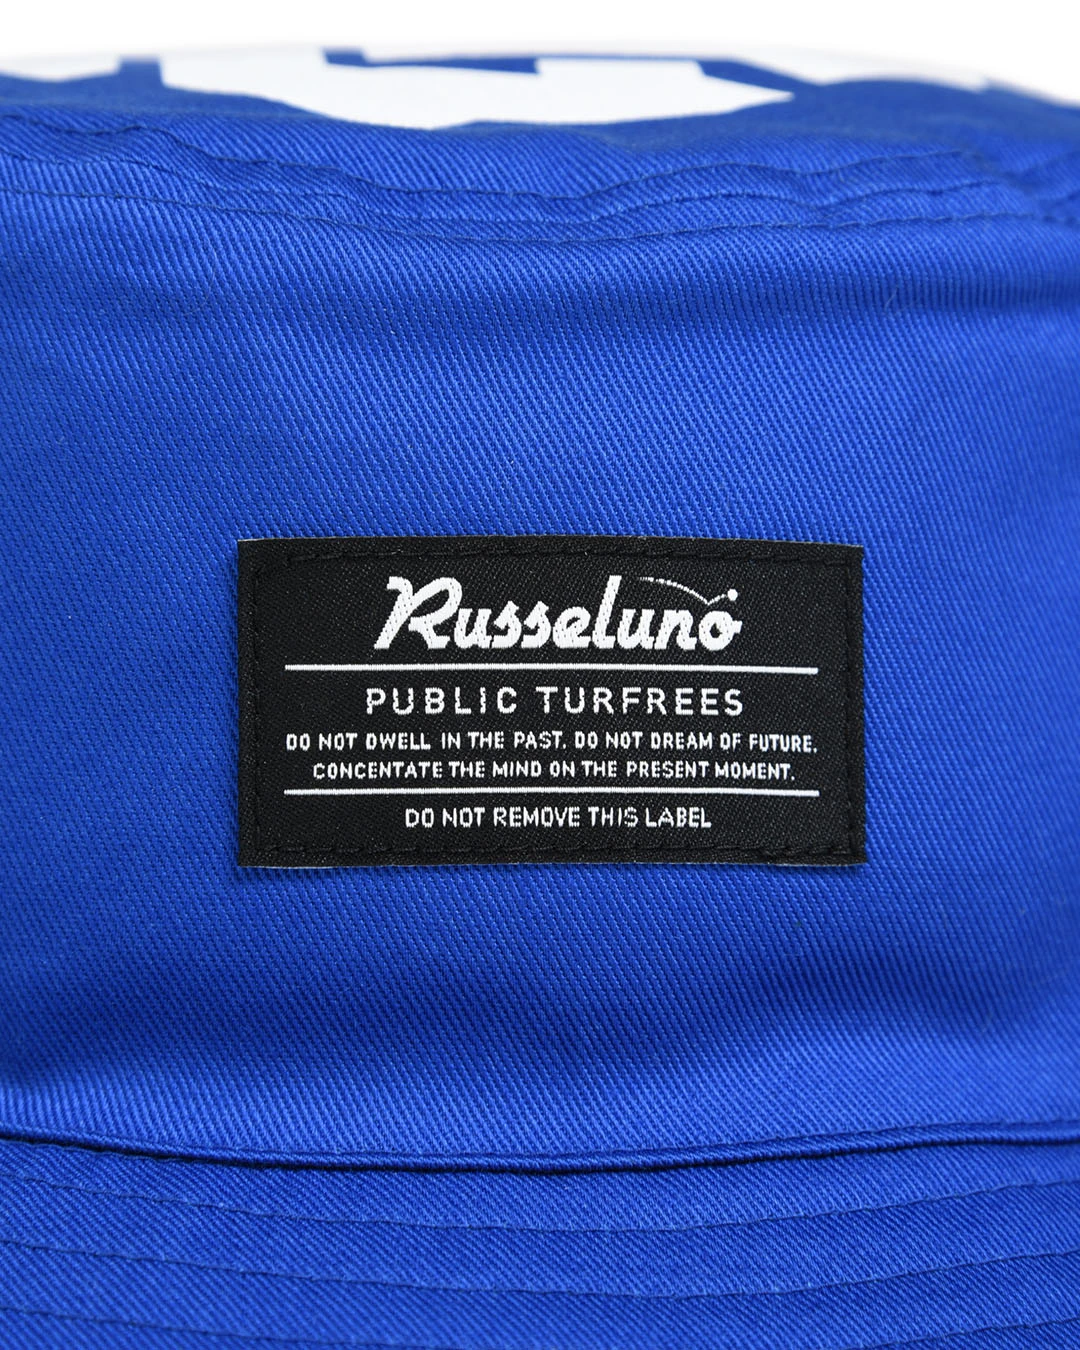 Russeluno
PUBLIC TURFREES
DO NOT DWELL IN THE PAST. DO NOT DREAM OF FUTURE.
CONCENTATE THE MIND ON THE PRESENT MOMENT.
DO NOT REMOVE THIS LABEL